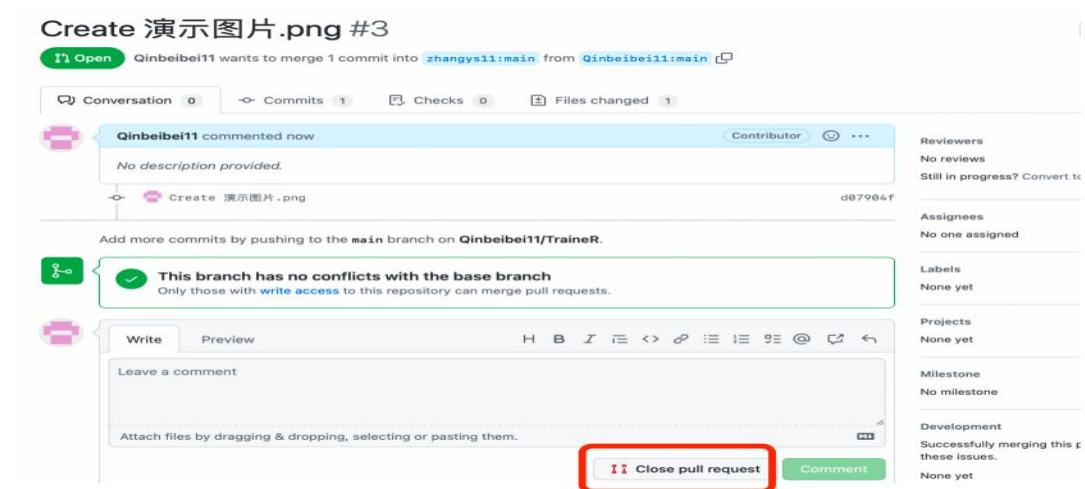 Create 演示图片.png #3
Open Qinbeibei11 wants to merge 1 commit into zhangys11:main from Qinbeibei11:main
Conversation 0 Commits 1 Checks 0 Files changed 1
Qinbeibei11 commented now Contributor
No description provided.
Create 演示图片.png d07904f
Add more commits by pushing to the main branch on Qinbeibei11/TraineR.
This branch has no conflicts with the base branch
Only those with write access to this repository can merge pull requests.
Write Preview H B I
Leave a comment
Attach files by dragging & dropping, selecting or pasting them.
Close pull request Comment
Reviewers
No reviews
Still in progress? Convert to
Assignees
No one assigned
Labels
None yet
Projects
None yet
Milestone
No milestone
Development
Successfully merging this p
these issues.
None yet